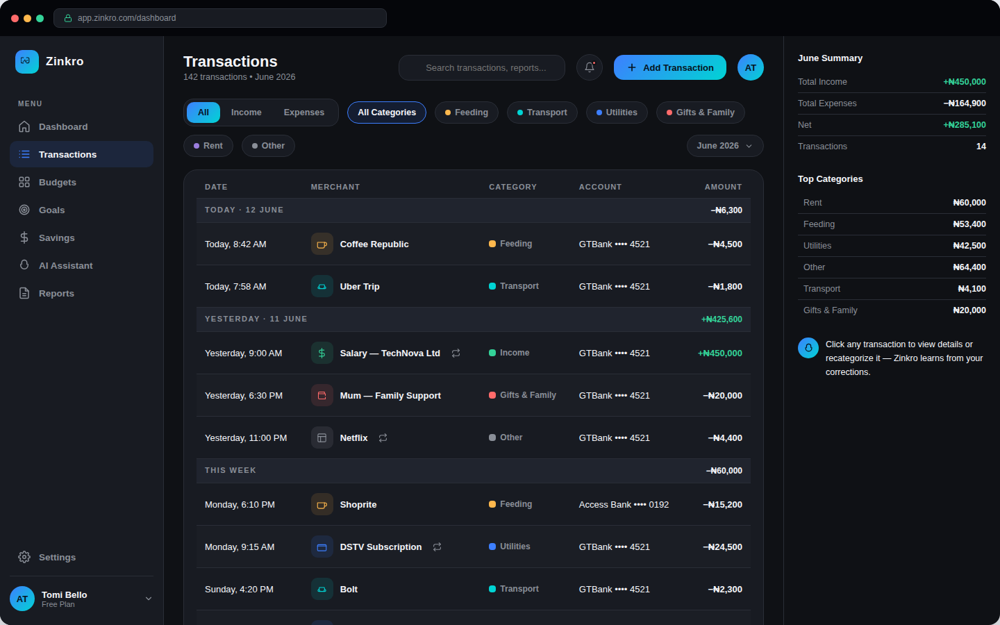 app.zinkro.com/dashboard
Zinkro
MENU
Dashboard
Transactions
Budgets
Goals
Savings
AI Assistant
Reports
Settings
AT
Tomi Bello
Free Plan
Transactions
142 transactions • June 2026
Search transactions, reports...
Add Transaction
AT
All Income Expenses All Categories Feeding Transport Utilities Gifts & Family
Rent Other June 2026
DATE MERCHANT CATEGORY ACCOUNT AMOUNT
TODAY · 12 JUNE −₦6,300
Today, 8:42 AM Coffee Republic Feeding GTBank •••• 4521 −₦4,500
Today, 7:58 AM Uber Trip Transport GTBank •••• 4521 −₦1,800
YESTERDAY · 11 JUNE +₦425,600
Yesterday, 9:00 AM Salary — TechNova Ltd Income GTBank •••• 4521 +₦450,000
Yesterday, 6:30 PM Mum — Family Support Gifts & Family GTBank •••• 4521 −₦20,000
Yesterday, 11:00 PM Netflix Other GTBank •••• 4521 −₦4,400
THIS WEEK −₦60,000
Monday, 6:10 PM Shoprite Feeding Access Bank •••• 0192 −₦15,200
Monday, 9:15 AM DSTV Subscription Utilities GTBank •••• 4521 −₦24,500
Sunday, 4:20 PM Bolt Transport GTBank •••• 4521 −₦2,300
June Summary
Total Income +₦450,000
Total Expenses −₦164,900
Net +₦285,100
Transactions 14
Top Categories
Rent ₦60,000
Feeding ₦53,400
Utilities ₦42,500
Other ₦64,400
Transport ₦4,100
Gifts & Family ₦20,000
Click any transaction to view details or
recategorize it — Zinkro learns from your
corrections.